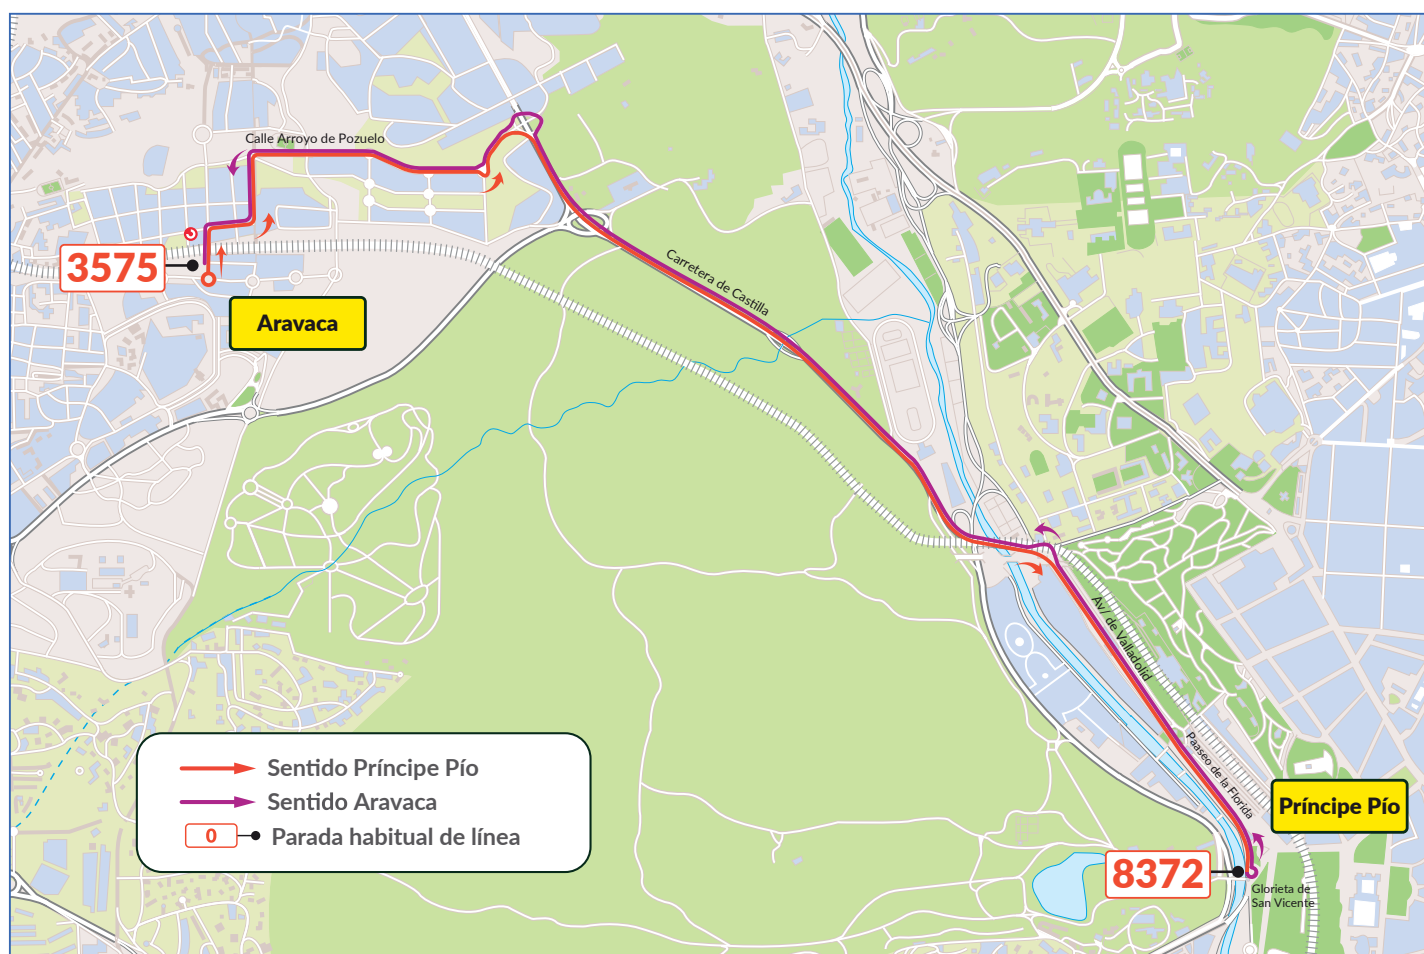 Calle Arroyo de Pozuelo
3575
Aravaca
Carretera de Castilla
Av/ de Valladolid
Paaseo de la Florida
Príncipe Pío
8372
Glorieta de
San Vicente
Sentido Príncipe Pío
Sentido Aravaca
0 Parada habitual de línea